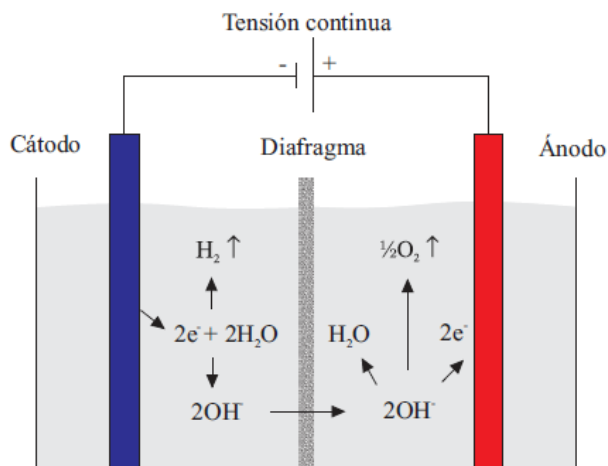 Tensión continua
- +
Cátodo
Diafragma
Ánodo
H₂ ↑
½O₂ ↑
2e⁻ + 2H₂O
H₂O
2e⁻
2OH⁻
2OH⁻